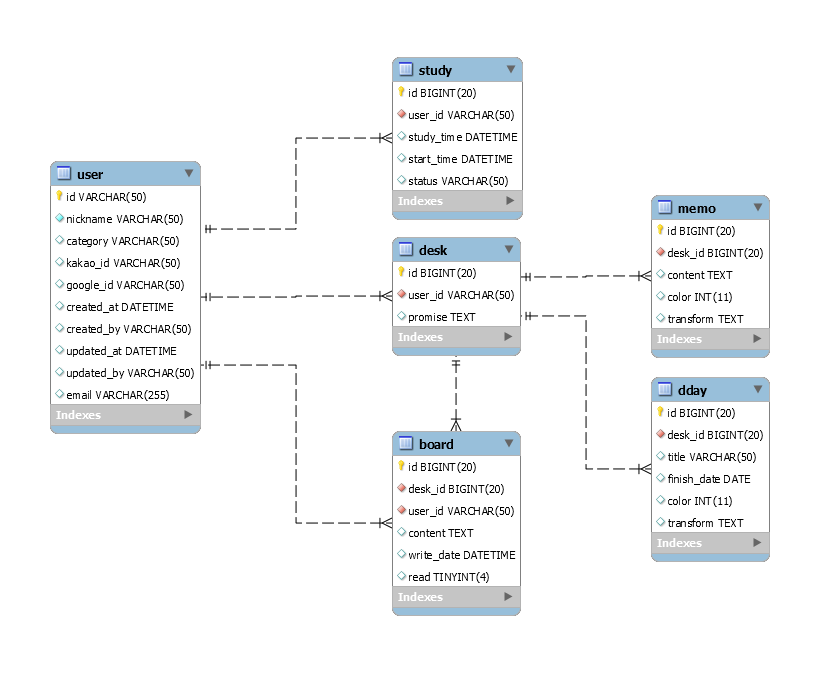 user
id VARCHAR(50)
nickname VARCHAR(50)
category VARCHAR(50)
kakao_id VARCHAR(50)
google_id VARCHAR(50)
created_at DATETIME
created_by VARCHAR(50)
updated_at DATETIME
updated_by VARCHAR(50)
email VARCHAR(255)
Indexes
study
id BIGINT(20)
user_id VARCHAR(50)
study_time DATETIME
start_time DATETIME
status VARCHAR(50)
Indexes
desk
id BIGINT(20)
user_id VARCHAR(50)
promise TEXT
Indexes
board
id BIGINT(20)
desk_id BIGINT(20)
user_id VARCHAR(50)
content TEXT
write_date DATETIME
read TINYINT(4)
Indexes
memo
id BIGINT(20)
desk_id BIGINT(20)
content TEXT
color INT(11)
transform TEXT
Indexes
dday
id BIGINT(20)
desk_id BIGINT(20)
title VARCHAR(50)
finish_date DATE
color INT(11)
transform TEXT
Indexes